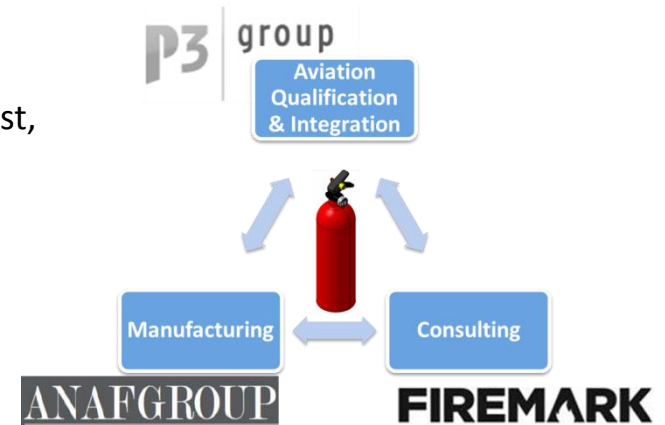 P3 group
Aviation
Qualification
& Integration
st,
Manufacturing
Consulting
ANAFGROUP
FIREMARK